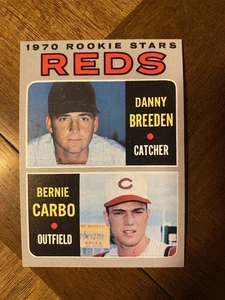 1970 ROOKIE STARS
REDS
DANNY
BREEDEN
CATCHER
BERNIE
CARBO
OUTFIELD
C